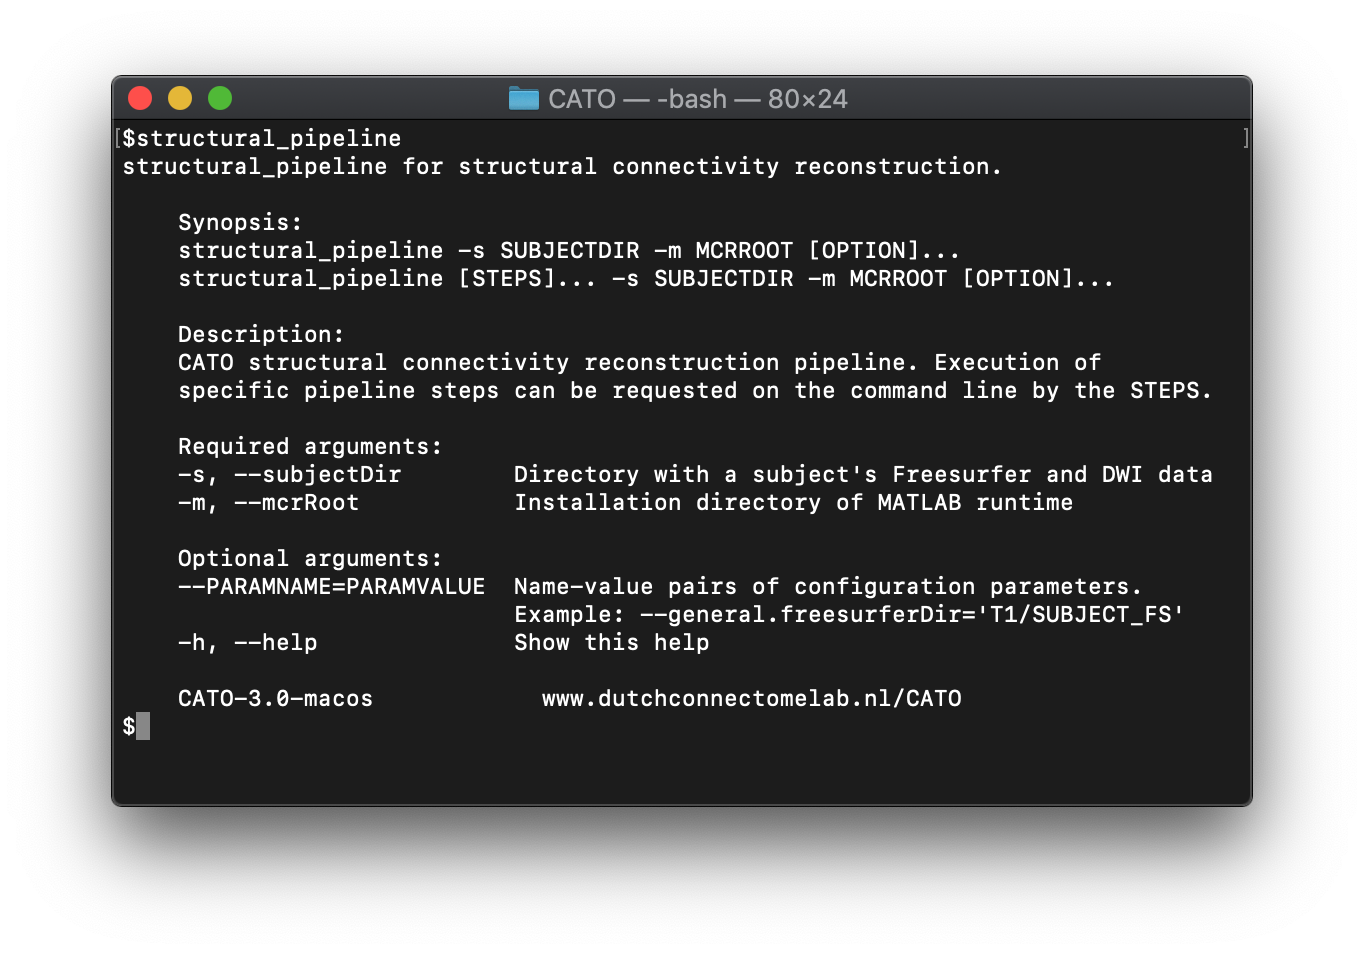 CATO — -bash — 80×24
[$structural_pipeline ]
structural_pipeline for structural connectivity reconstruction.
Synopsis:
structural_pipeline -s SUBJECTDIR -m MCRROOT [OPTION]...
structural_pipeline [STEPS]... -s SUBJECTDIR -m MCRROOT [OPTION]...
Description:
CATO structural connectivity reconstruction pipeline. Execution of
specific pipeline steps can be requested on the command line by the STEPS.
Required arguments:
-s, --subjectDir        Directory with a subject's Freesurfer and DWI data
-m, --mcrRoot           Installation directory of MATLAB runtime
Optional arguments:
--PARAMNAME=PARAMVALUE  Name-value pairs of configuration parameters.
Example: --general.freesurferDir='T1/SUBJECT_FS'
-h, --help              Show this help
CATO-3.0-macos            www.dutchconnectomelab.nl/CATO
$